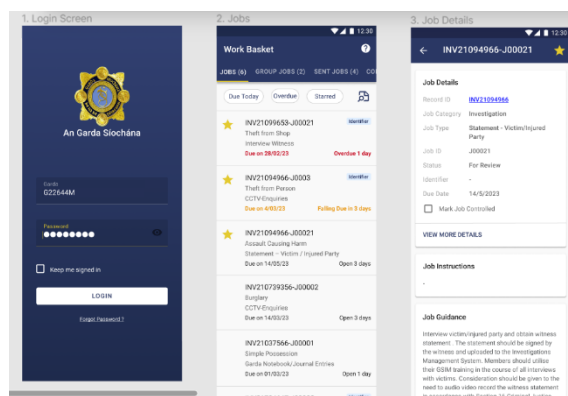 1. Login Screen
An Garda Síochána
Garda
G22644M
Password
Keep me signed in
LOGIN
Forgot Password ?
2. Jobs
12:30
Work Basket
JOBS (6) GROUP JOBS (2) SENT JOBS (4) CO
Due Today Overdue Starred
INV21099653-J00021 Identifier
Theft from Shop
Interview Witness
Due on 28/02/23 Overdue 1 day
INV21094966-J0003 Identifier
Theft from Person
CCTV-Enquiries
Due on 4/03/23 Falling Due in 5 days
INV21094966-J00021
Assault Causing Harm
Statement – Victim / Injured Party
Due on 14/05/23 Open 3 days
INV210739356-J00002
Burglary
CCTV-Enquiries
Due on 14/03/23 Open 3 days
INV21037566-J00001
Simple Possession
Garda Notebook/Journal Entries
Due on 01/03/23 Open 1 day
3. Job Details
12:30
INV21094966-J00021
Job Details
Record ID INV21094966
Job Category Investigation
Job Type Statement - Victim/Injured
Party
Job ID J00021
Status For Review
Identifier -
Due Date 14/5/2023
Mark Job Controlled
VIEW MORE DETAILS
Job Instructions
-
Job Guidance
Interview victim/injured party and obtain witness
statement . The statement should be signed by
the witness and uploaded to the Investigations
Management System. Members should utilise
their GSIM training in the course of all interviews
with victims. Consideration should be given to the
need to audio video record the witness statement